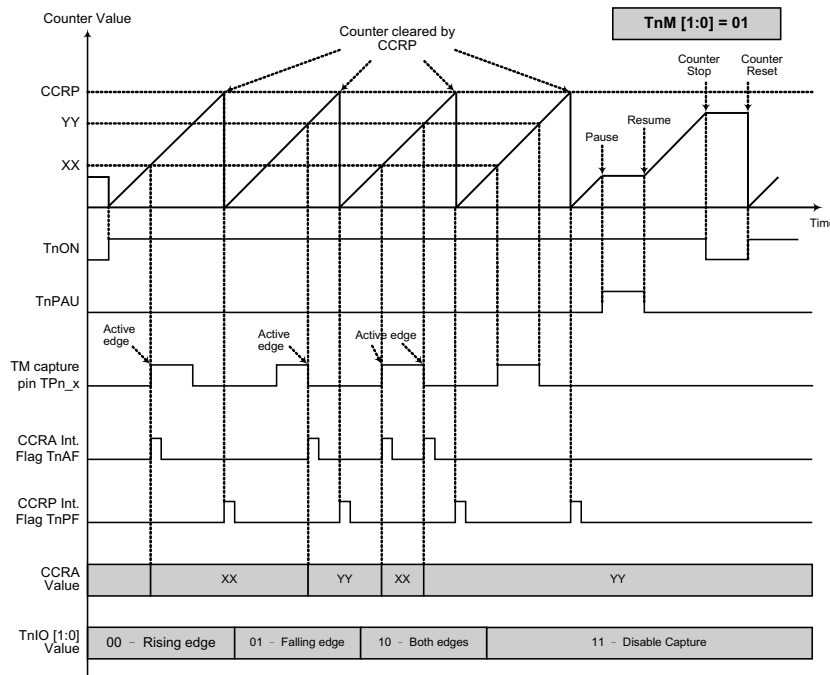 Counter Value
TnM [1:0] = 01
Counter cleared by
CCRP
Counter
Stop
Counter
Reset
CCRP
YY
Resume
Pause
XX
Time
TnON
TnPAU
Active
edge
Active
edge
Active edge
TM capture
pin TPn_x
CCRA Int.
Flag TnAF
CCRP Int.
Flag TnPF
CCRA
Value
XX
YY
XX
YY
TnIO [1:0]
Value
00 – Rising edge
01 – Falling edge
10 – Both edges
11 – Disable Capture